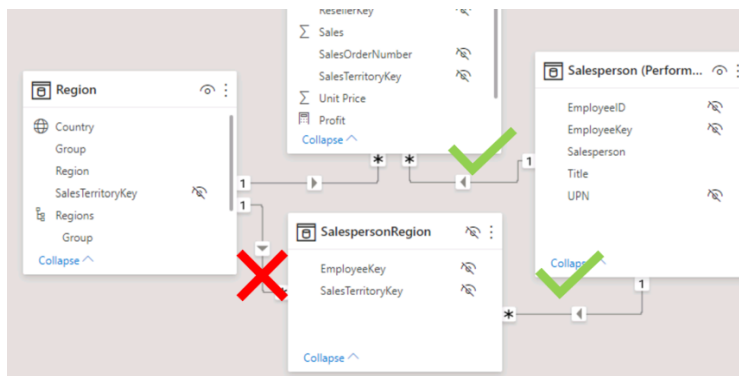 ResellerKey
Sales
SalesOrderNumber
SalesTerritoryKey
Unit Price
Profit
Collapse
Region
Country
Group
Region
SalesTerritoryKey
Regions
Group
Collapse
Salesperson (Perform...
EmployeeID
EmployeeKey
Salesperson
Title
UPN
Collapse
1
*
*
1
1
SalespersonRegion
EmployeeKey
SalesTerritoryKey
Collapse
1
*